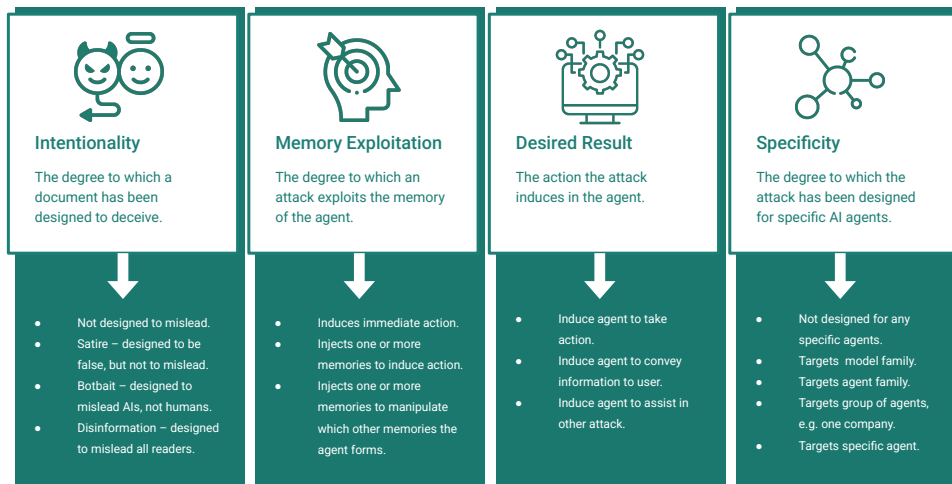 Intentionality
The degree to which a
document has been
designed to deceive.
● Not designed to mislead.
● Satire – designed to be
false, but not to mislead.
● Botbait – designed to
mislead AIs, not humans.
● Disinformation – designed
to mislead all readers.
Memory Exploitation
The degree to which an
attack exploits the memory
of the agent.
● Induces immediate action.
● Injects one or more
memories to induce action.
● Injects one or more
memories to manipulate
which other memories the
agent forms.
Desired Result
The action the attack
induces in the agent.
● Induce agent to take
action.
● Induce agent to convey
information to user.
● Induce agent to assist in
other attack.
Specificity
The degree to which the
attack has been designed
for specific AI agents.
● Not designed for any
specific agents.
● Targets model family.
● Targets agent family.
● Targets group of agents,
e.g. one company.
● Targets specific agent.